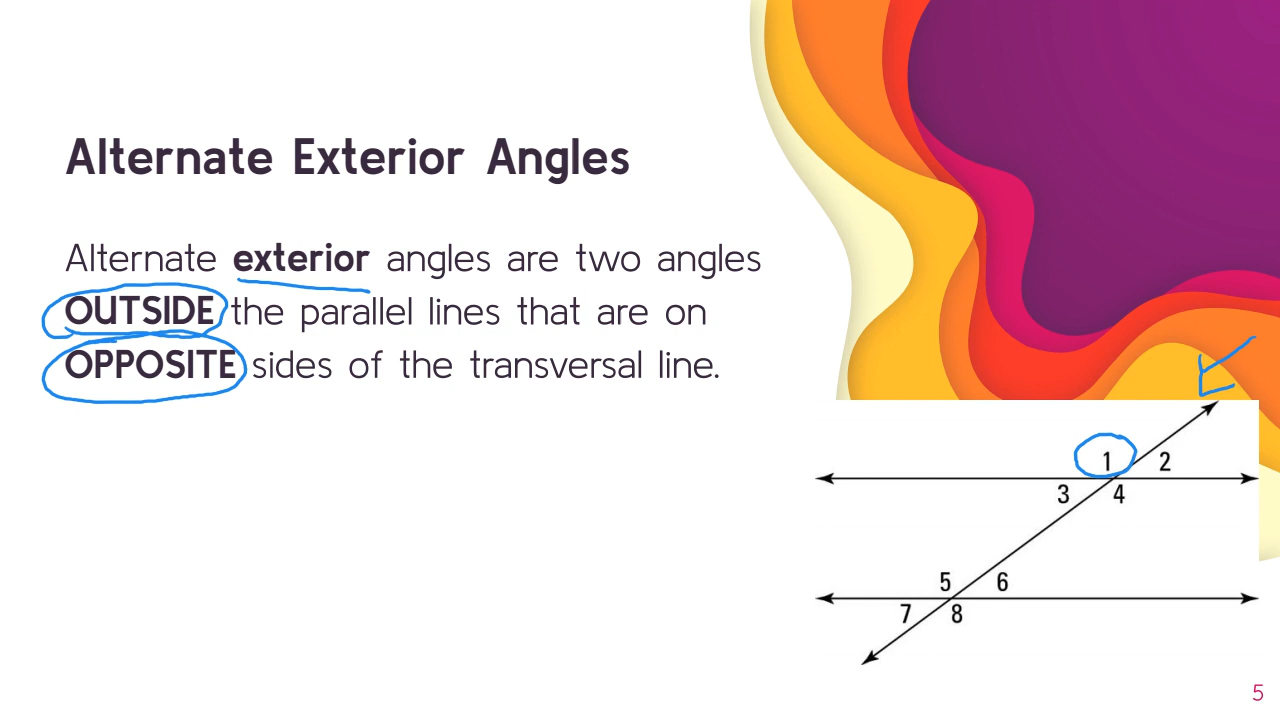 Alternate Exterior Angles
Alternate exterior angles are two angles
OUTSIDE the parallel lines that are on
OPPOSITE sides of the transversal line.
1 2
3 4
5 6
7 8
5